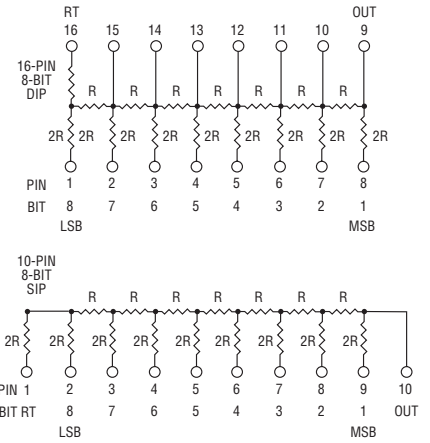 RT OUT
16 15 14 13 12 11 10 9
16-PIN
8-BIT
DIP
R R R R R R R
2R 2R 2R 2R 2R 2R 2R 2R
PIN 1 2 3 4 5 6 7 8
BIT 8 7 6 5 4 3 2 1
LSB MSB
10-PIN
8-BIT
SIP
R R R R R R R
2R 2R 2R 2R 2R 2R 2R 2R 2R
PIN 1 2 3 4 5 6 7 8 9 10
BIT RT 8 7 6 5 4 3 2 1 OUT
LSB MSB